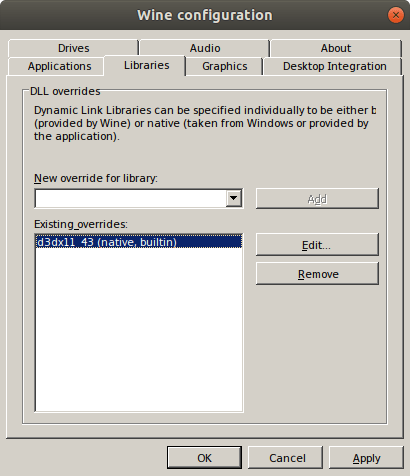 Wine configuration
Drives Audio About
Applications Libraries Graphics Desktop Integration
DLL overrides
Dynamic Link Libraries can be specified individually to be either b
(provided by Wine) or native (taken from Windows or provided by
the application).
New override for library:
Add
Existing overrides:
d3dx11_43 (native, builtin)
Edit...
Remove
OK Cancel Apply